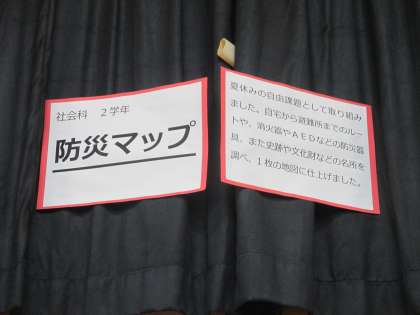 社会科　２学年
防災マップ
夏休みの自由課題として取り組み
ました。自宅から避難所までのルー
トや、消火器やＡＥＤなどの防災器
具、また史跡や文化財などの名所を
調べ、１枚の地図に仕上げました。